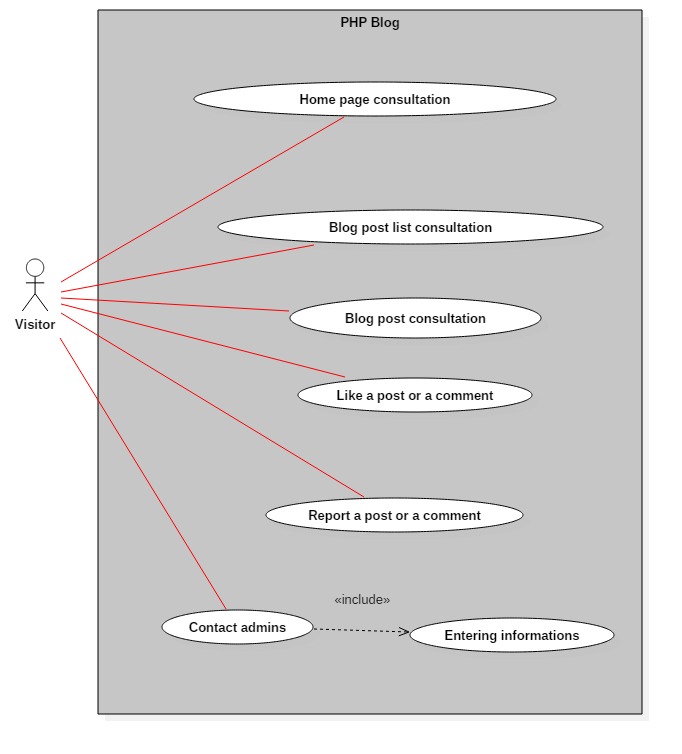 PHP Blog
Home page consultation
Blog post list consultation
Blog post consultation
Visitor
Like a post or a comment
Report a post or a comment
«include»
Contact admins
Entering informations